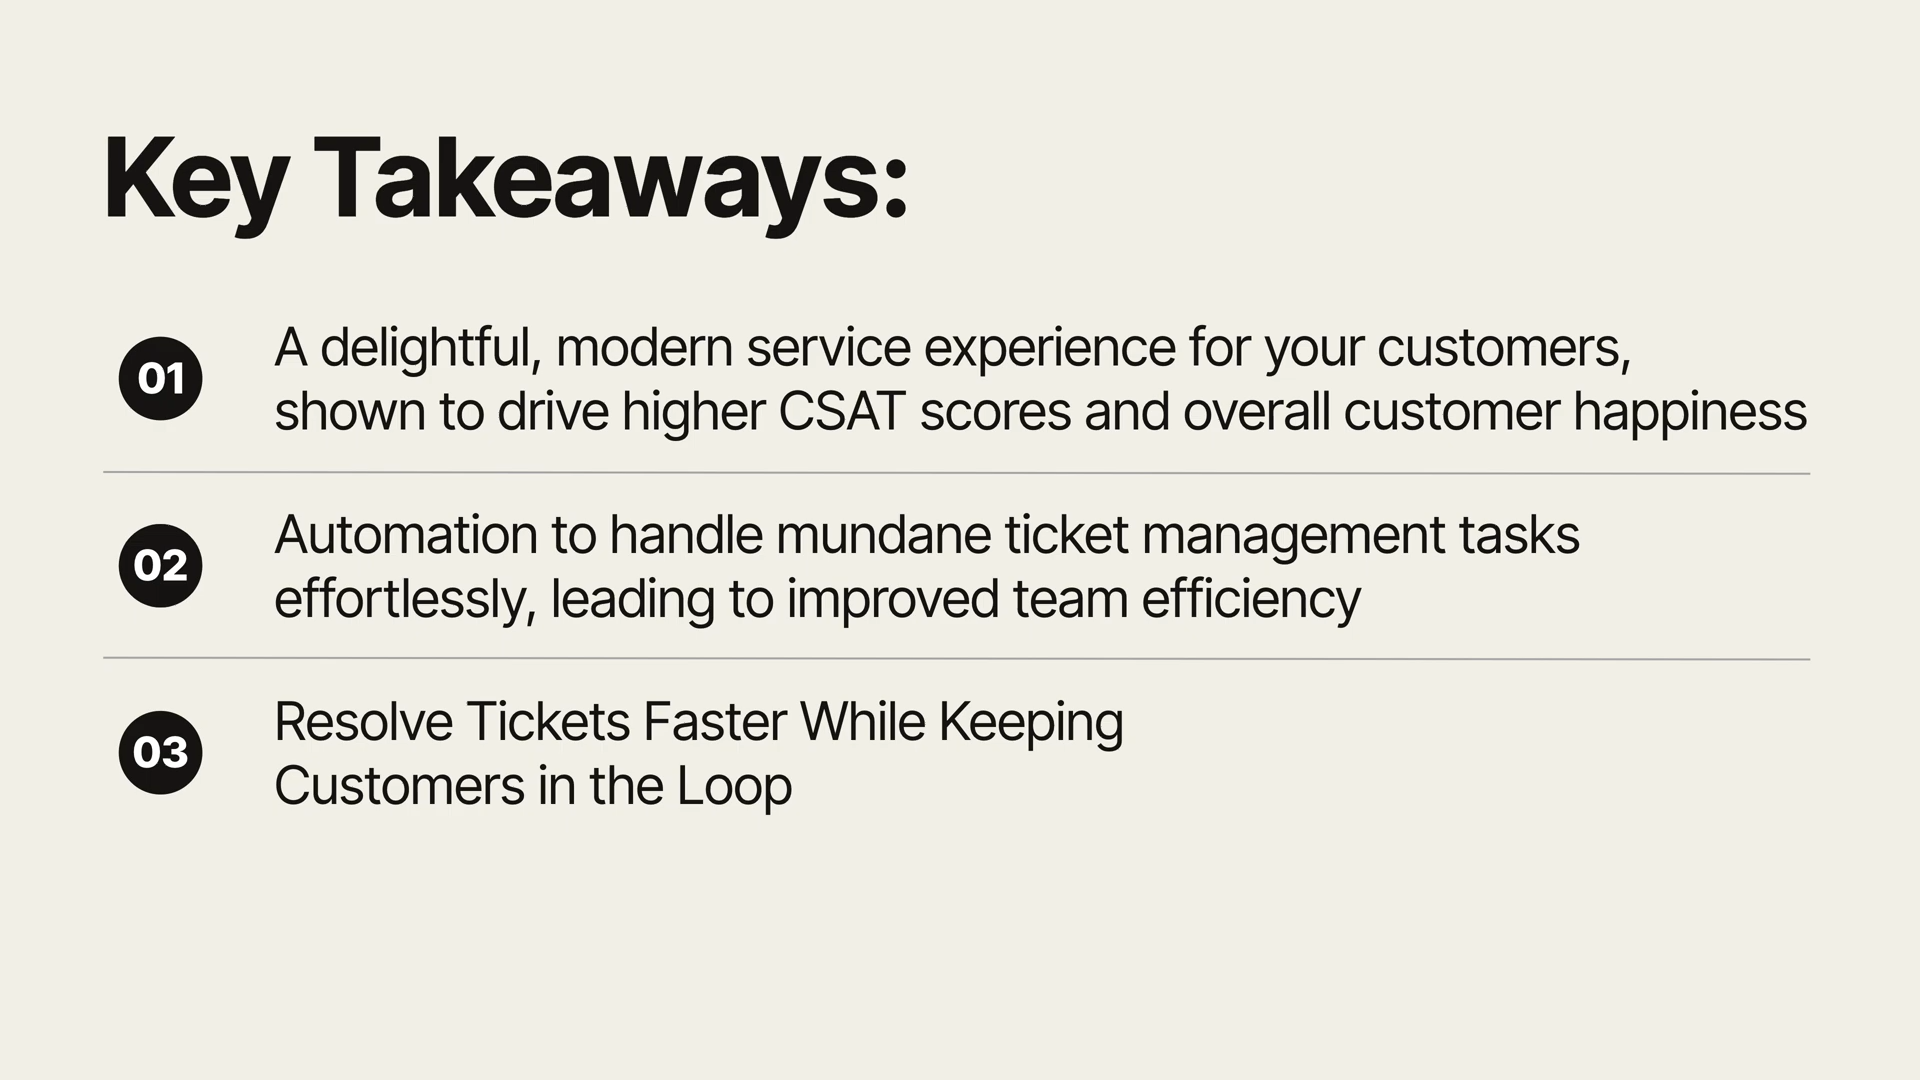 Key Takeaways:
01
A delightful, modern service experience for your customers,
shown to drive higher CSAT scores and overall customer happiness
02
Automation to handle mundane ticket management tasks
effortlessly, leading to improved team efficiency
03
Resolve Tickets Faster While Keeping
Customers in the Loop